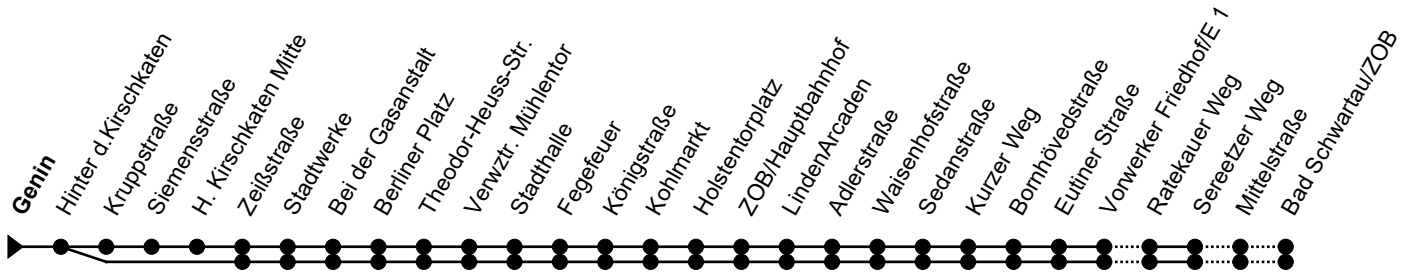 Genin
Hinter d.Kirschkaten
Kruppstraße
Siemensstraße
H. Kirschkaten Mitte
Zeißstraße
Stadtwerke
Bei der Gasanstalt
Berliner Platz
Theodor-Heuss-Str.
Verwztr. Mühlentor
Stadthalle
Fegefeuer
Königstraße
Kohlmarkt
Holstentorplatz
ZOB/Hauptbahnhof
LindenArcaden
Adlerstraße
Waisenhofstraße
Sedanstraße
Kurzer Weg
Bornhövedstraße
Eutiner Straße
Vorwerker Friedhof/E 1
Ratekauer Weg
Sereetzer Weg
Mittelstraße
Bad Schwartau/ZOB